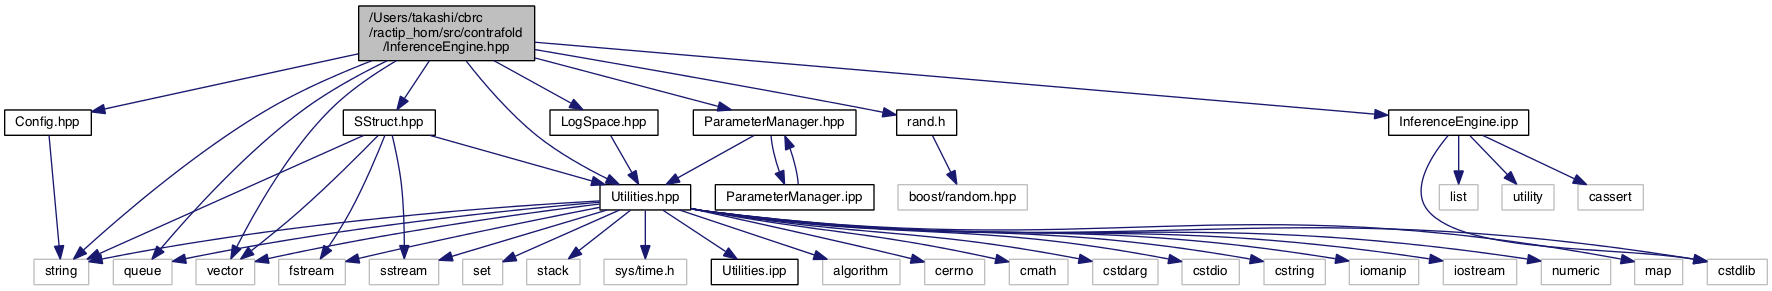 /Users/takashi/cbrc
/ractip_hom/src/contrafold
/InferenceEngine.hpp
Config.hpp
SStruct.hpp
LogSpace.hpp
ParameterManager.hpp
rand.h
InferenceEngine.ipp
Utilities.hpp
ParameterManager.ipp
boost/random.hpp
list
utility
cassert
string
queue
vector
fstream
sstream
set
stack
sys/time.h
Utilities.ipp
algorithm
cerrno
cmath
cstdarg
cstdio
cstring
iomanip
iostream
numeric
map
cstdlib